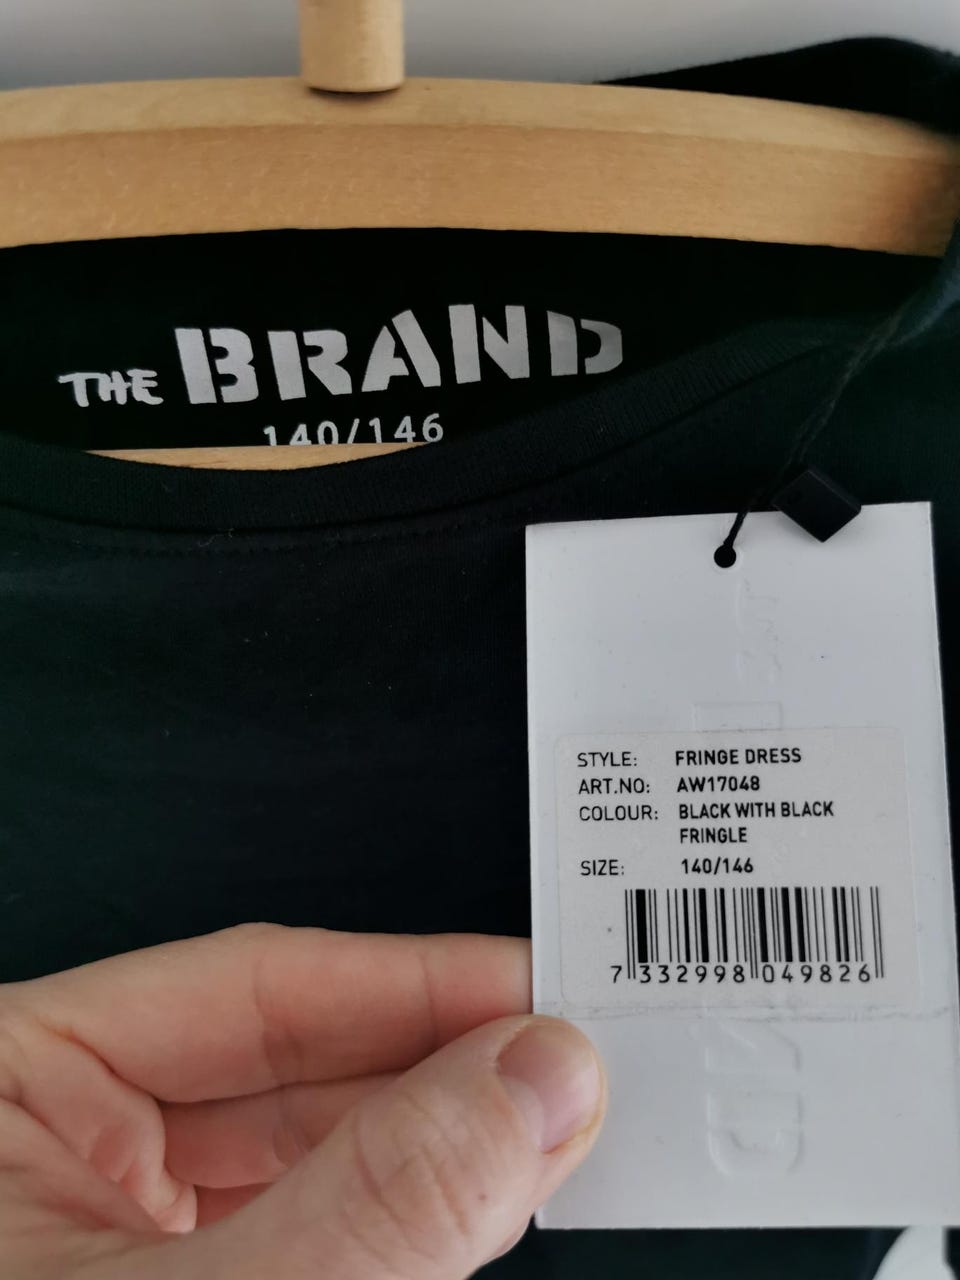 THE BRAND
140/146
STYLE: FRINGE DRESS
ART.NO: AW17048
COLOUR: BLACK WITH BLACK
FRINGLE
SIZE: 140/146
7 332998 049826